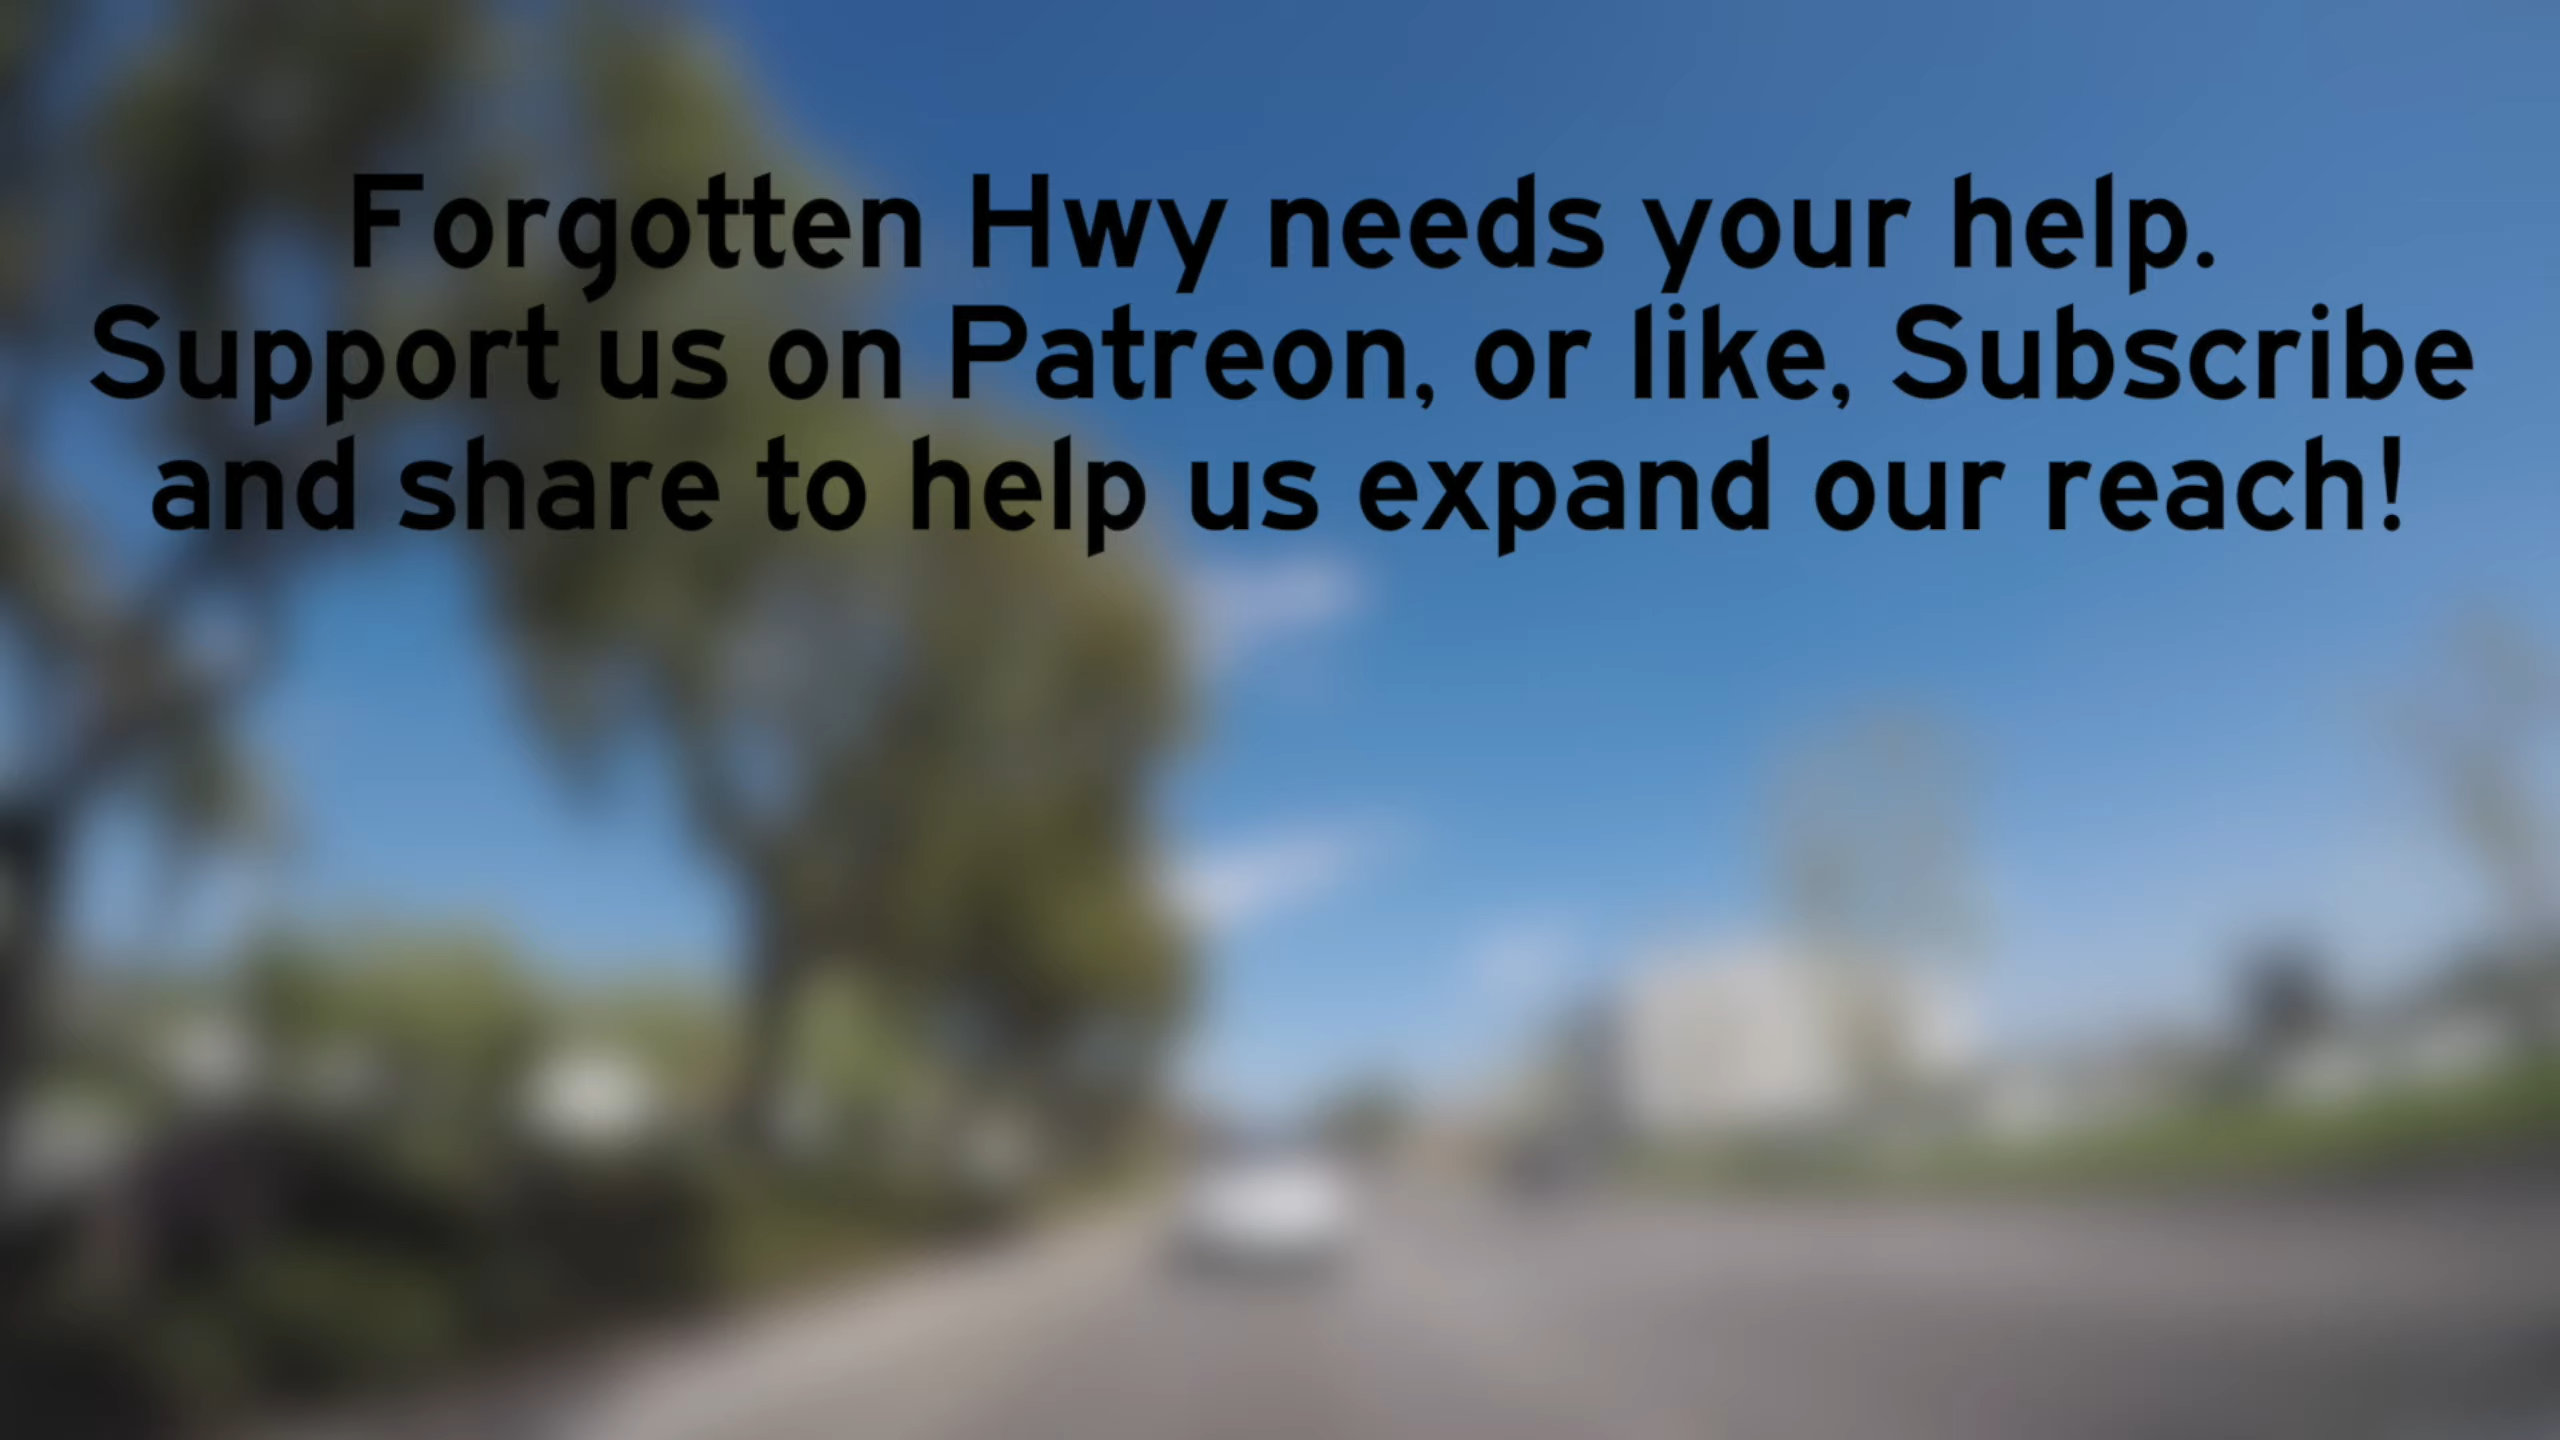 Forgotten Hwy needs your help.
Support us on Patreon, or like, Subscribe
and share to help us expand our reach!